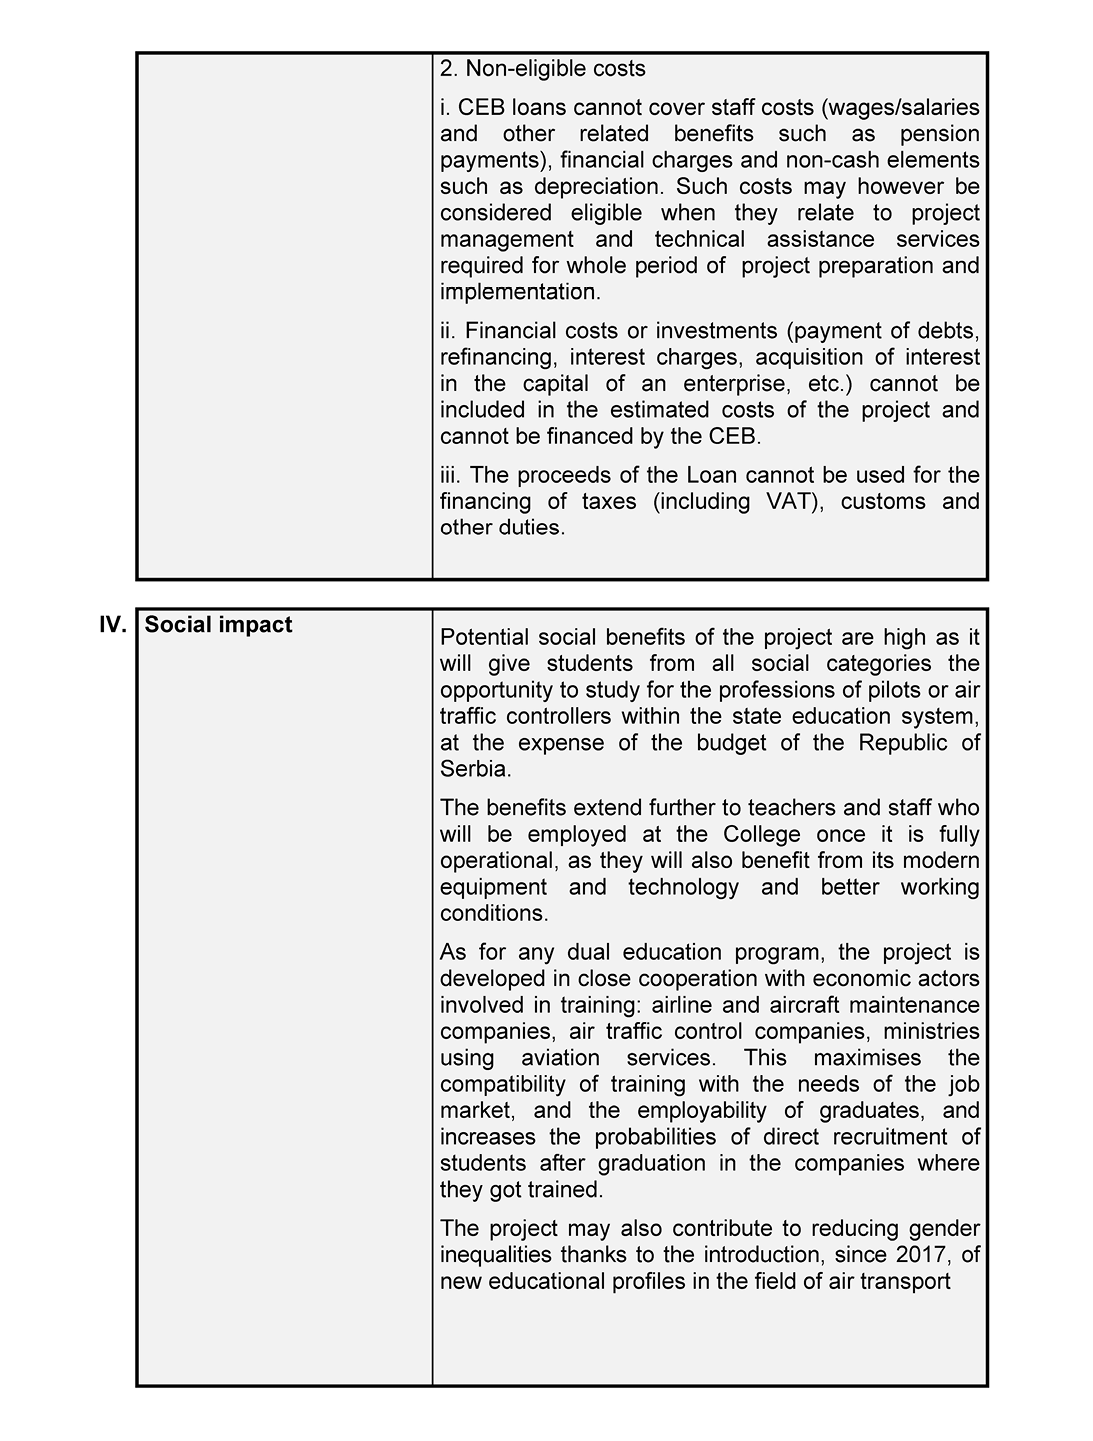 2. Non-eligible costs
i. CEB loans cannot cover staff costs (wages/salaries
and other related benefits such as pension
payments), financial charges and non-cash elements
such as depreciation. Such costs may however be
considered eligible when they relate to project
management and technical assistance services
required for whole period of project preparation and
implementation.
ii. Financial costs or investments (payment of debts,
refinancing, interest charges, acquisition of interest
in the capital of an enterprise, etc.) cannot be
included in the estimated costs of the project and
cannot be financed by the CEB.
iii. The proceeds of the Loan cannot be used for the
financing of taxes (including VAT), customs and
other duties.
IV. Social impact
Potential social benefits of the project are high as it
will give students from all social categories the
opportunity to study for the professions of pilots or air
traffic controllers within the state education system,
at the expense of the budget of the Republic of
Serbia.
The benefits extend further to teachers and staff who
will be employed at the College once it is fully
operational, as they will also benefit from its modern
equipment and technology and better working
conditions.
As for any dual education program, the project is
developed in close cooperation with economic actors
involved in training: airline and aircraft maintenance
companies, air traffic control companies, ministries
using aviation services. This maximises the
compatibility of training with the needs of the job
market, and the employability of graduates, and
increases the probabilities of direct recruitment of
students after graduation in the companies where
they got trained.
The project may also contribute to reducing gender
inequalities thanks to the introduction, since 2017, of
new educational profiles in the field of air transport